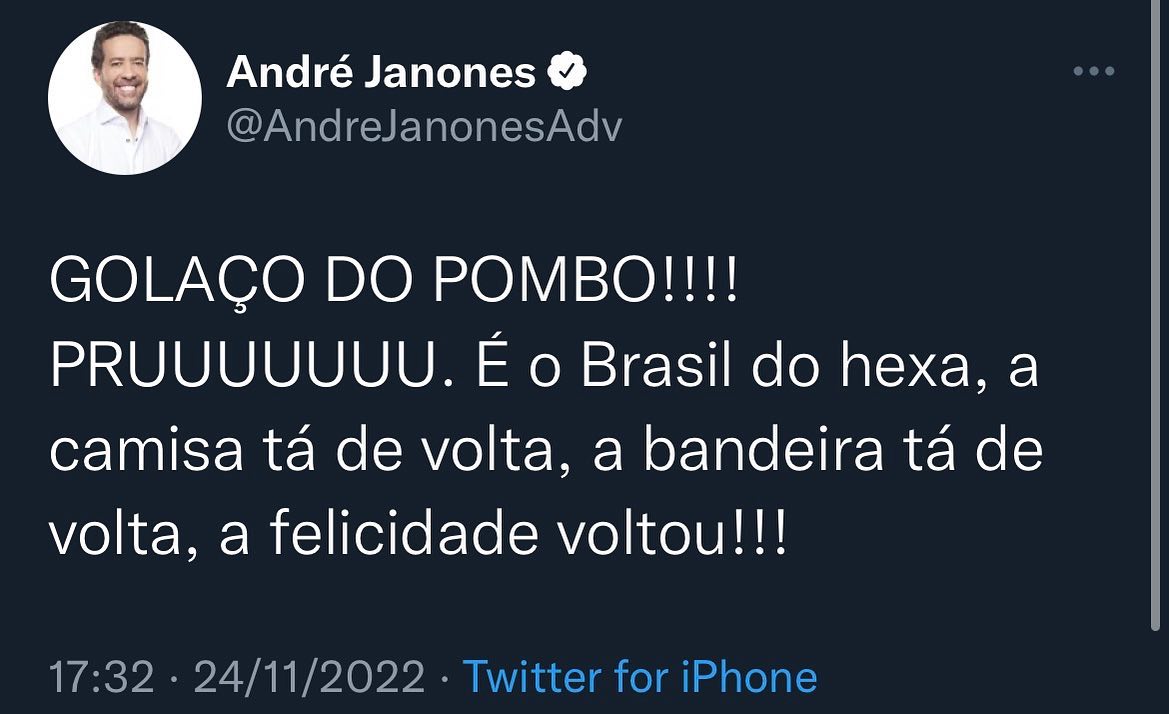 André Janones
@AndreJanonesAdv
GOLAÇO DO POMBO!!!!
PRUUUUUUU. É o Brasil do hexa, a
camisa tá de volta, a bandeira tá de
volta, a felicidade voltou!!!
17:32 · 24/11/2022 · Twitter for iPhone